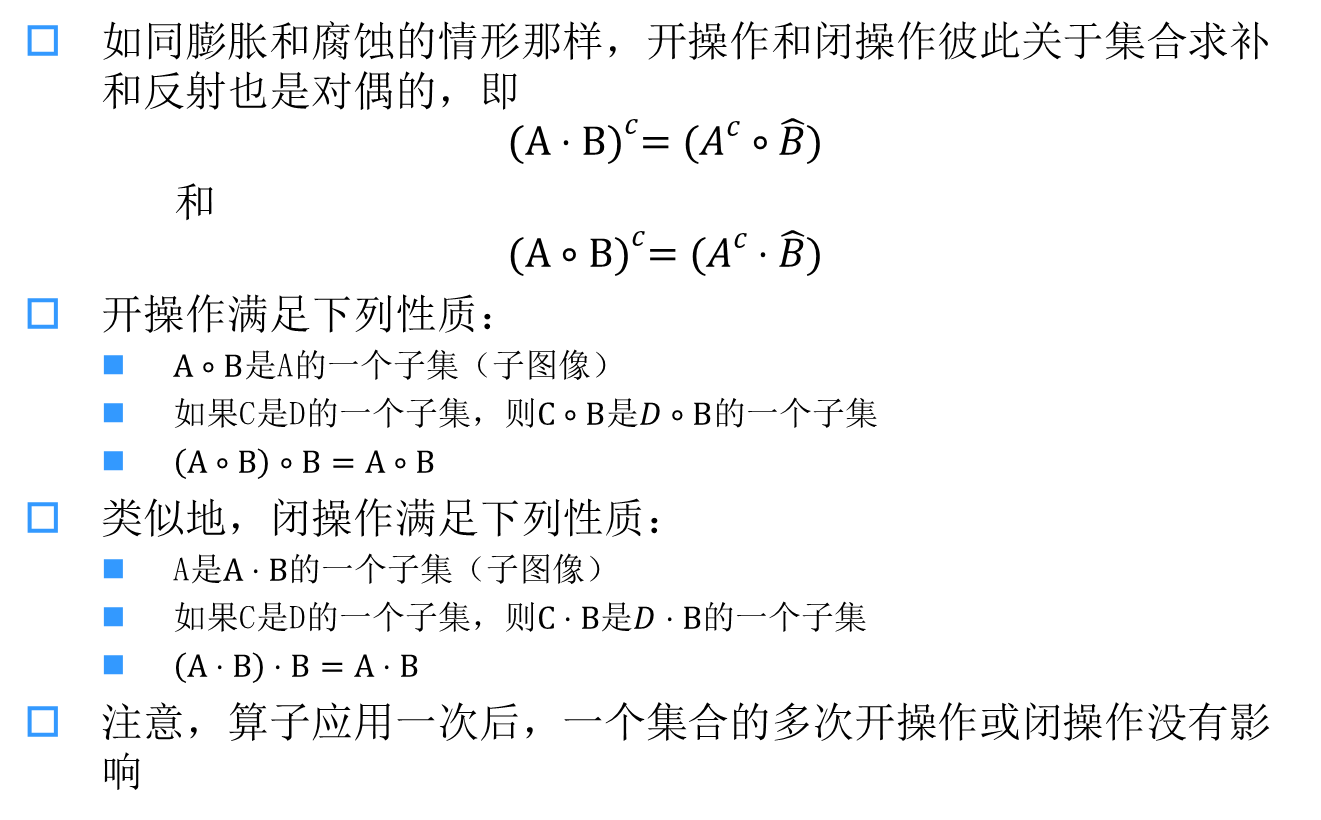 如同膨胀和腐蚀的情形那样，开操作和闭操作彼此关于集合求补
和反射也是对偶的，即
(A · B)ᶜ= (Aᶜ ∘ B̂)
和
(A ∘ B)ᶜ= (Aᶜ · B̂)
开操作满足下列性质：
A ∘ B是A的一个子集（子图像）
如果C是D的一个子集，则C ∘ B是D ∘ B的一个子集
(A ∘ B) ∘ B = A ∘ B
类似地，闭操作满足下列性质：
A是A · B的一个子集（子图像）
如果C是D的一个子集，则C · B是D · B的一个子集
(A · B) · B = A · B
注意，算子应用一次后，一个集合的多次开操作或闭操作没有影
响